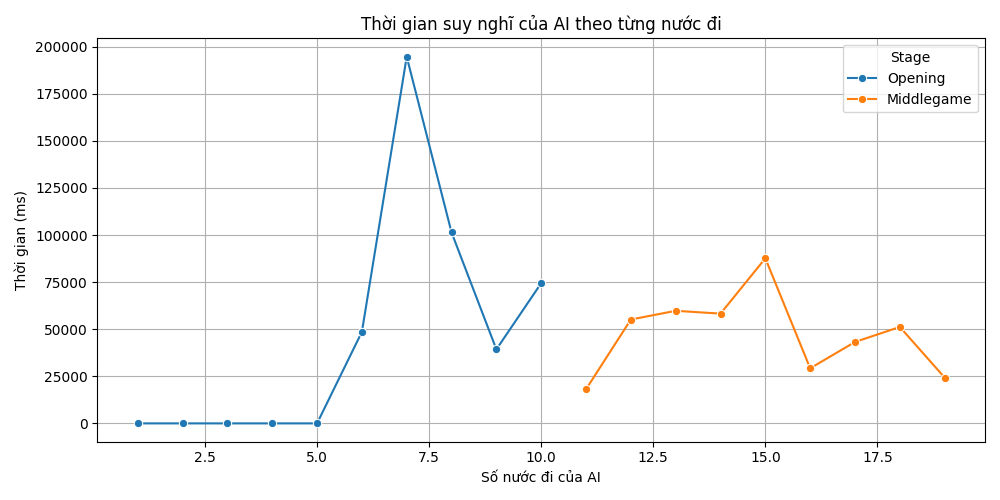 Thời gian suy nghĩ của AI theo từng nước đi
Stage
Opening
Middlegame
Thời gian (ms)
200000
175000
150000
125000
100000
75000
50000
25000
0
2.5 5.0 7.5 10.0 12.5 15.0 17.5
Số nước đi của AI